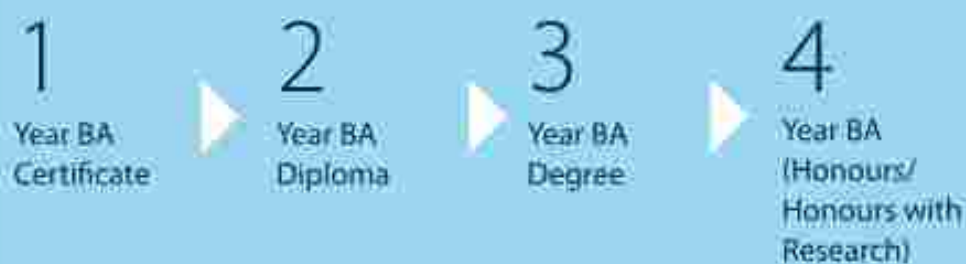 1
Year BA
Certificate
2
Year BA
Diploma
3
Year BA
Degree
4
Year BA
(Honours/
Honours with
Research)